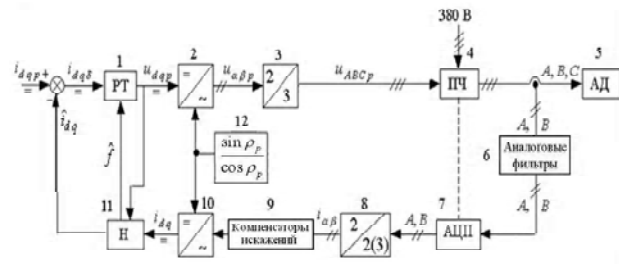 380 В
1
2
3
4
5
i_dqp + i_dqδ РТ u_dqp = ~ u_αβp 2 3 u_ABCp ПЧ A, B, C АД
=
−
î_dq
f̂
12
sin ρ_p
cos ρ_p
A, B
6
Аналоговые
фильтры
A, B
11
10
9
8
7
Н i_dq = ~ Компенсаторы
искажений
i_αβ 2 2(3) A, B АЦП